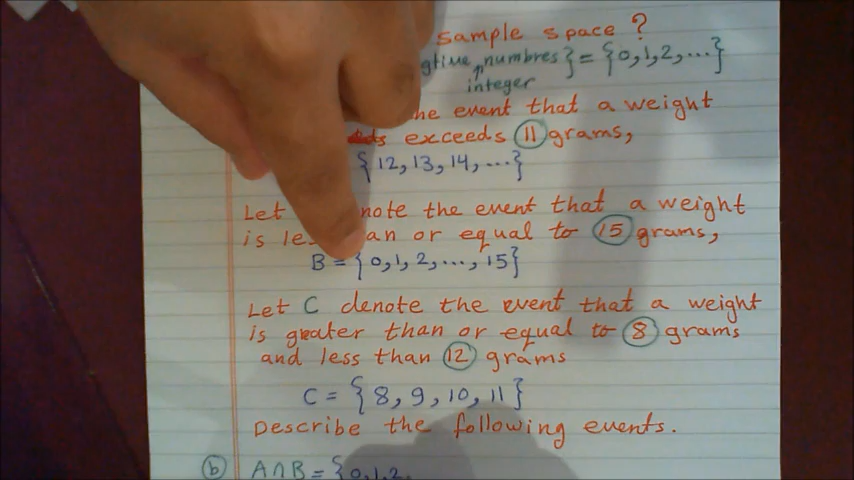 sample space ?
gtive numbres } = {0,1,2,...}
integer
the event that a weight
exceeds 11 grams,
{12, 13, 14, ...}
Let note the event that a weight
is less an or equal to 15 grams,
B = {0,1,2,..., 15}
Let C denote the event that a weight
is greater than or equal to 8 grams
and less than 12 grams
C = {8, 9, 10, 11}
Describe the following events.
(b) A∩B = {0,1,2,